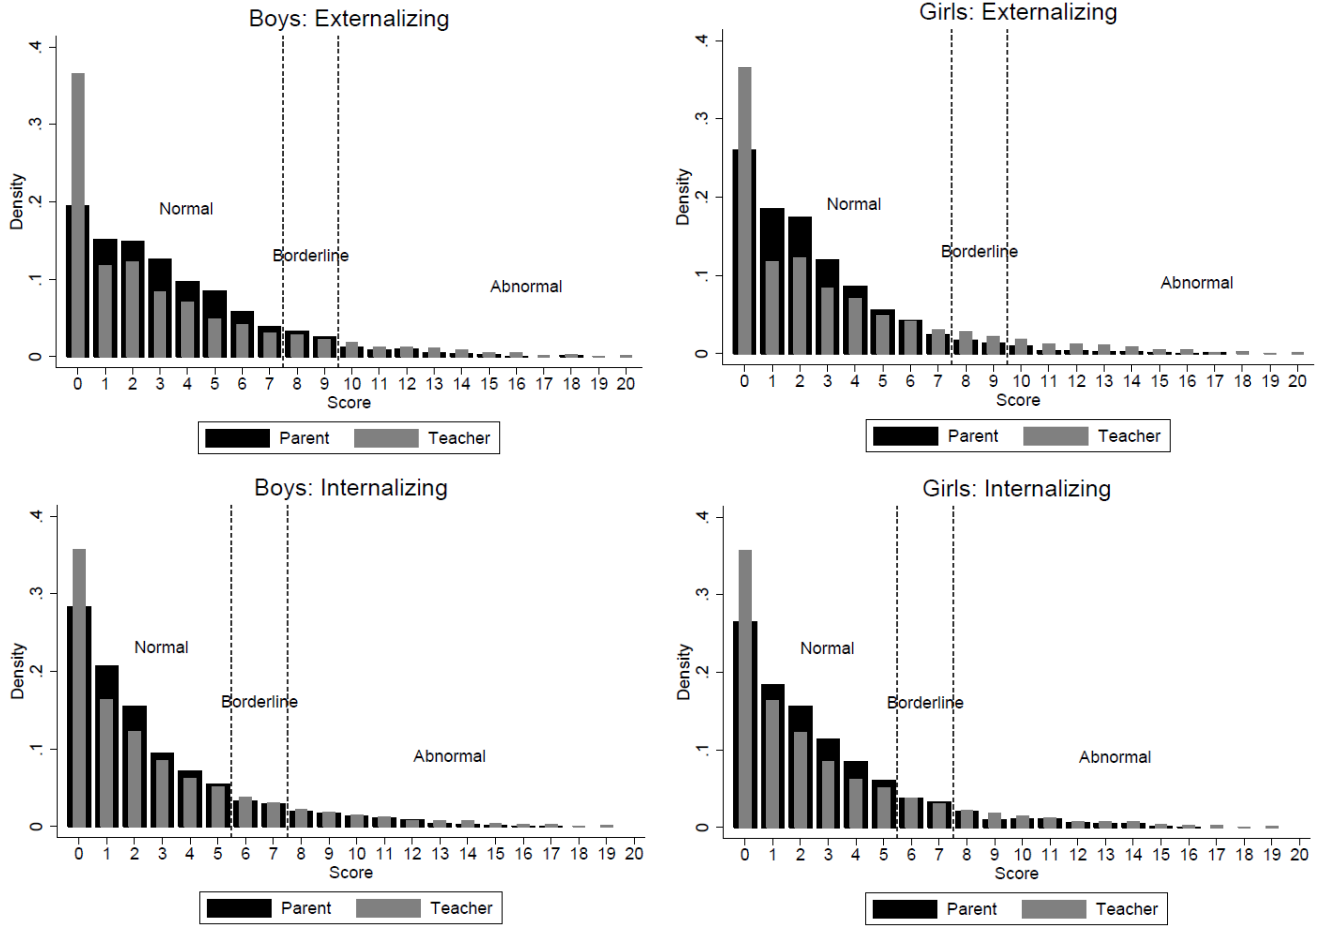 Boys: Externalizing
.4
.3
.2
.1
0
Density
Normal
Borderline
Abnormal
0 1 2 3 4 5 6 7 8 9 10 11 12 13 14 15 16 17 18 19 20
Score
Parent Teacher
Girls: Externalizing
.4
.3
.2
.1
0
Density
Normal
Borderline
Abnormal
0 1 2 3 4 5 6 7 8 9 10 11 12 13 14 15 16 17 18 19 20
Score
Parent Teacher
Boys: Internalizing
.4
.3
.2
.1
0
Density
Normal
Borderline
Abnormal
0 1 2 3 4 5 6 7 8 9 10 11 12 13 14 15 16 17 18 19 20
Score
Parent Teacher
Girls: Internalizing
.4
.3
.2
.1
0
Density
Normal
Borderline
Abnormal
0 1 2 3 4 5 6 7 8 9 10 11 12 13 14 15 16 17 18 19 20
Score
Parent Teacher